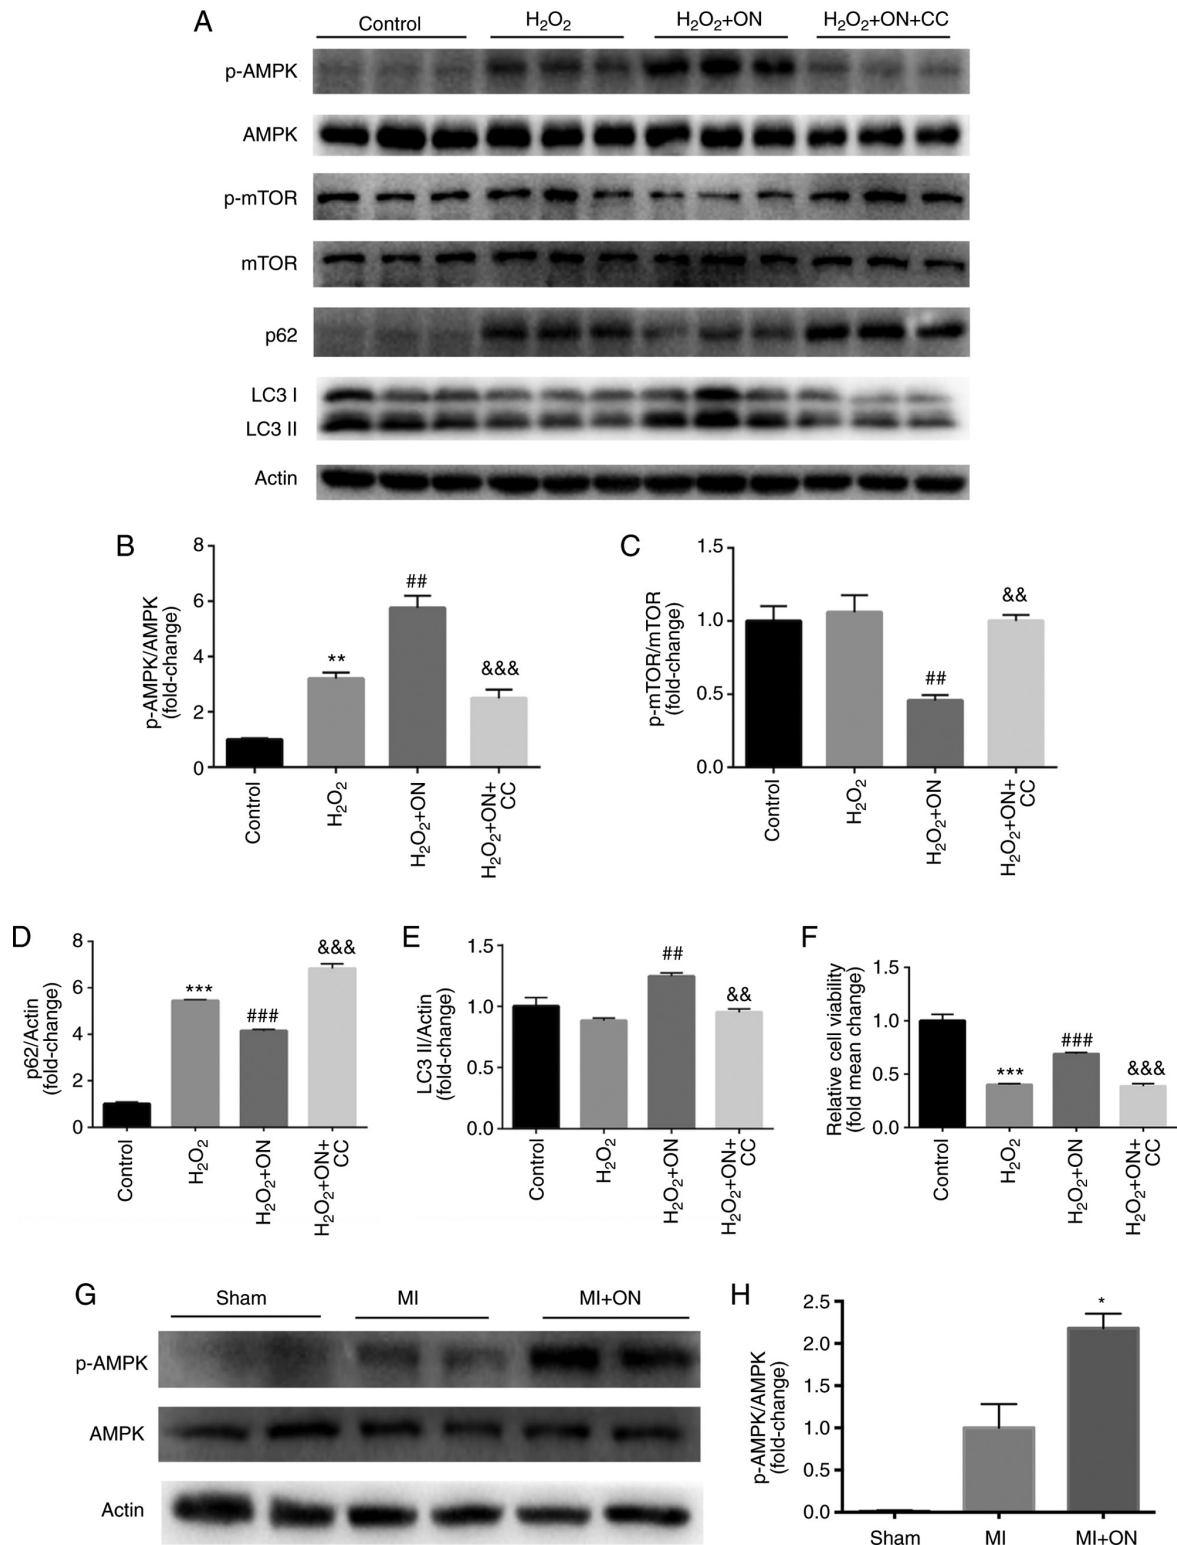 A
Control H₂O₂ H₂O₂+ON H₂O₂+ON+CC
p-AMPK
AMPK
p-mTOR
mTOR
p62
LC3 I
LC3 II
Actin
B
p-AMPK/AMPK
(fold-change)
8
6
4
2
0
**
##
&&&
Control
H₂O₂
H₂O₂+ON
H₂O₂+ON+
CC
C
p-mTOR/mTOR
(fold-change)
1.5
1.0
0.5
0.0
##
&&
Control
H₂O₂
H₂O₂+ON
H₂O₂+ON+
CC
D
p62/Actin
(fold-change)
8
6
4
2
0
***
###
&&&
Control
H₂O₂
H₂O₂+ON
H₂O₂+ON+
CC
E
LC3 II/Actin
(fold-change)
1.5
1.0
0.5
0.0
##
&&
Control
H₂O₂
H₂O₂+ON
H₂O₂+ON+
CC
F
Relative cell viability
(fold mean change)
1.5
1.0
0.5
0.0
***
###
&&&
Control
H₂O₂
H₂O₂+ON
H₂O₂+ON+
CC
G
Sham MI MI+ON
p-AMPK
AMPK
Actin
H
p-AMPK/AMPK
(fold-change)
2.5
2.0
1.5
1.0
0.5
0.0
*
Sham MI MI+ON